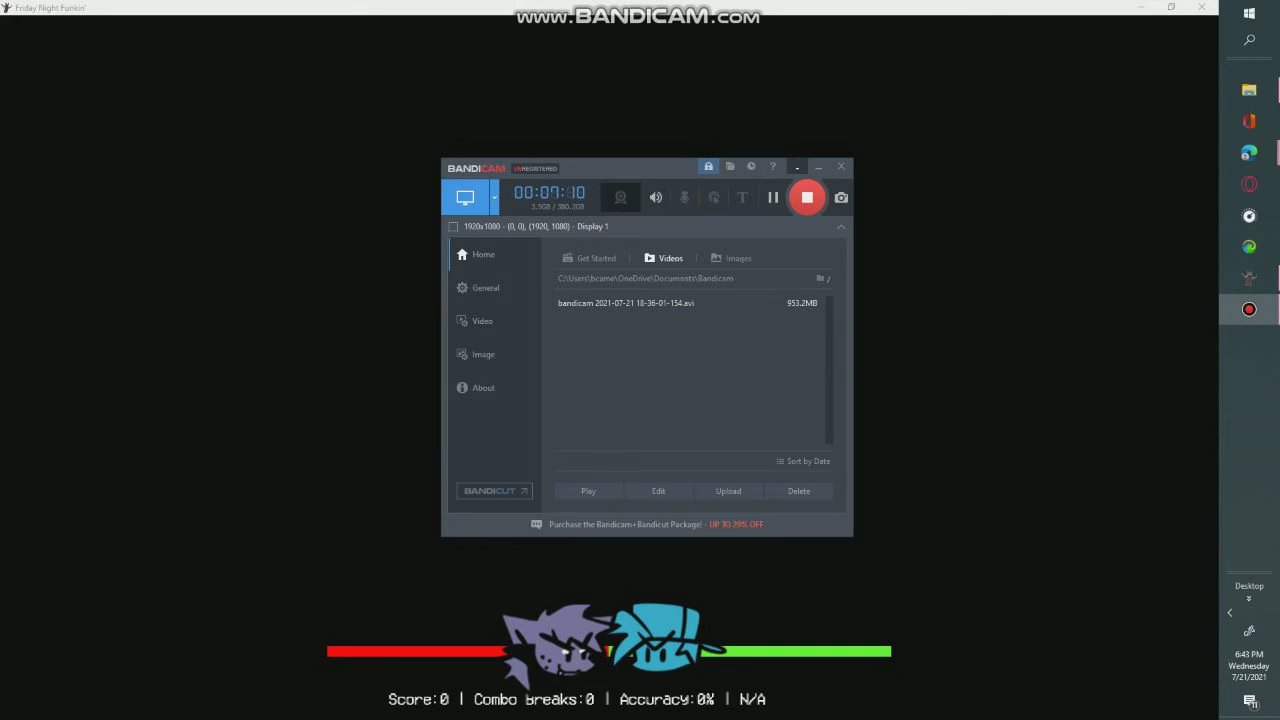 Friday Night Funkin'
www.BANDICAM.com
BANDICAM UNREGISTERED
00:07:10
3.5GB / 380.2GB
1920x1080 - (0, 0), (1920, 1080) - Display 1
Home
General
Video
Image
About
BANDICUT
Get Started
Videos
Images
C:\Users\bcame\OneDrive\Documents\Bandicam
bandicam 2021-07-21 18-36-01-154.avi 953.2MB
Sort by Date
Play Edit Upload Delete
Purchase the Bandicam+Bandicut Package! - UP TO 29% OFF
Score:0 | Combo Breaks:0 | Accuracy:0% | N/A
Desktop
6:43 PM
Wednesday
7/21/2021